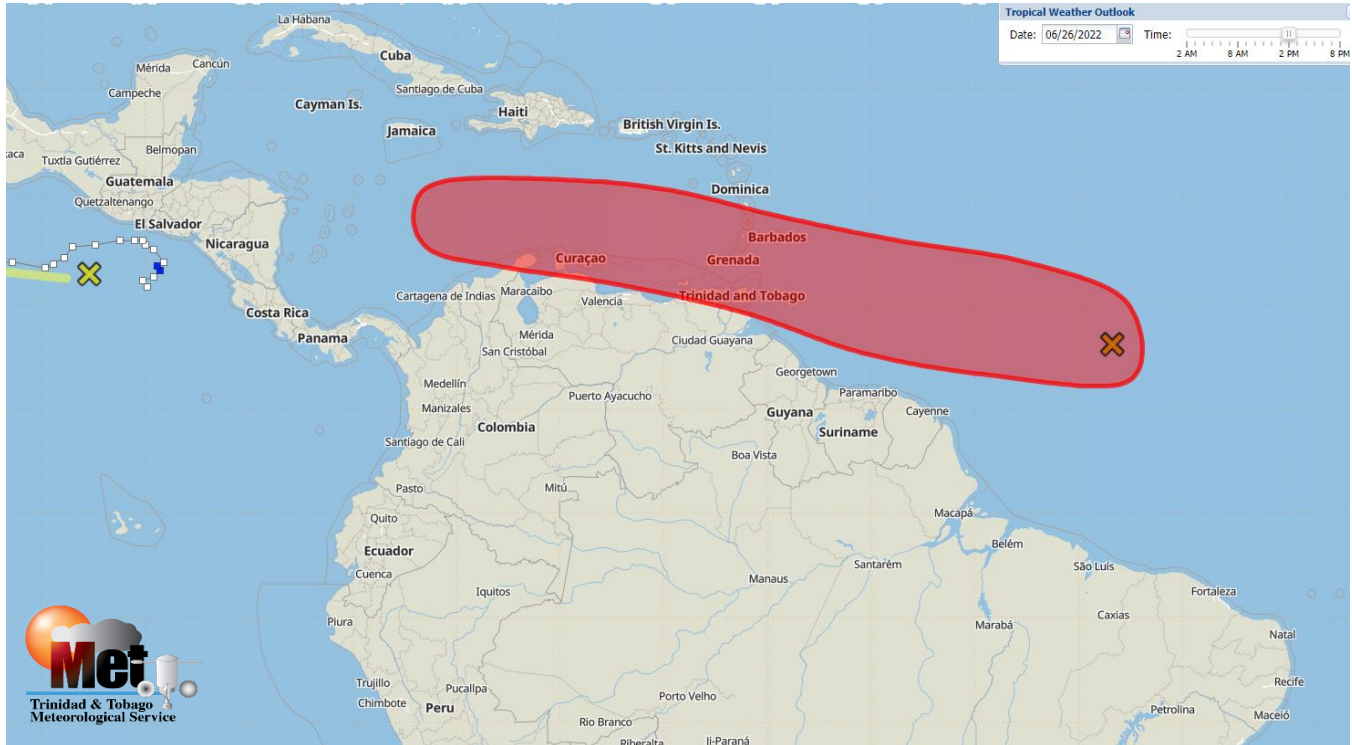 Tropical Weather Outlook
Date: 06/26/2022 Time:
2 AM 8 AM 2 PM 8 PM
La Habana
Cuba
Mérida Cancún
Campeche
Santiago de Cuba
Cayman Is.
Haiti
Jamaica
British Virgin Is.
St. Kitts and Nevis
Belmopan
xaca Tuxtla Gutiérrez
Guatemala
Dominica
Quetzaltenango
El Salvador
Nicaragua
Barbados
Curaçao
Grenada
Cartagena de Indias Maracaibo
Valencia
Trinidad and Tobago
Costa Rica
Panama
Mérida
San Cristóbal
Ciudad Guayana
Georgetown
Medellín
Puerto Ayacucho
Paramaribo
Manizales
Guyana
Cayenne
Colombia
Suriname
Santiago de Cali
Boa Vista
Pasto
Mitú
Quito
Macapá
Ecuador
Belém
Cuenca
Santarém
São Luís
Iquitos
Manaus
Fortaleza
Piura
Marabá
Caxias
Natal
Trujillo
Pucallpa
Recife
Chimbote
Peru
Porto Velho
Petrolina
Maceió
Rio Branco
Riberalta
Ji-Paraná
Met
Trinidad & Tobago
Meteorological Service